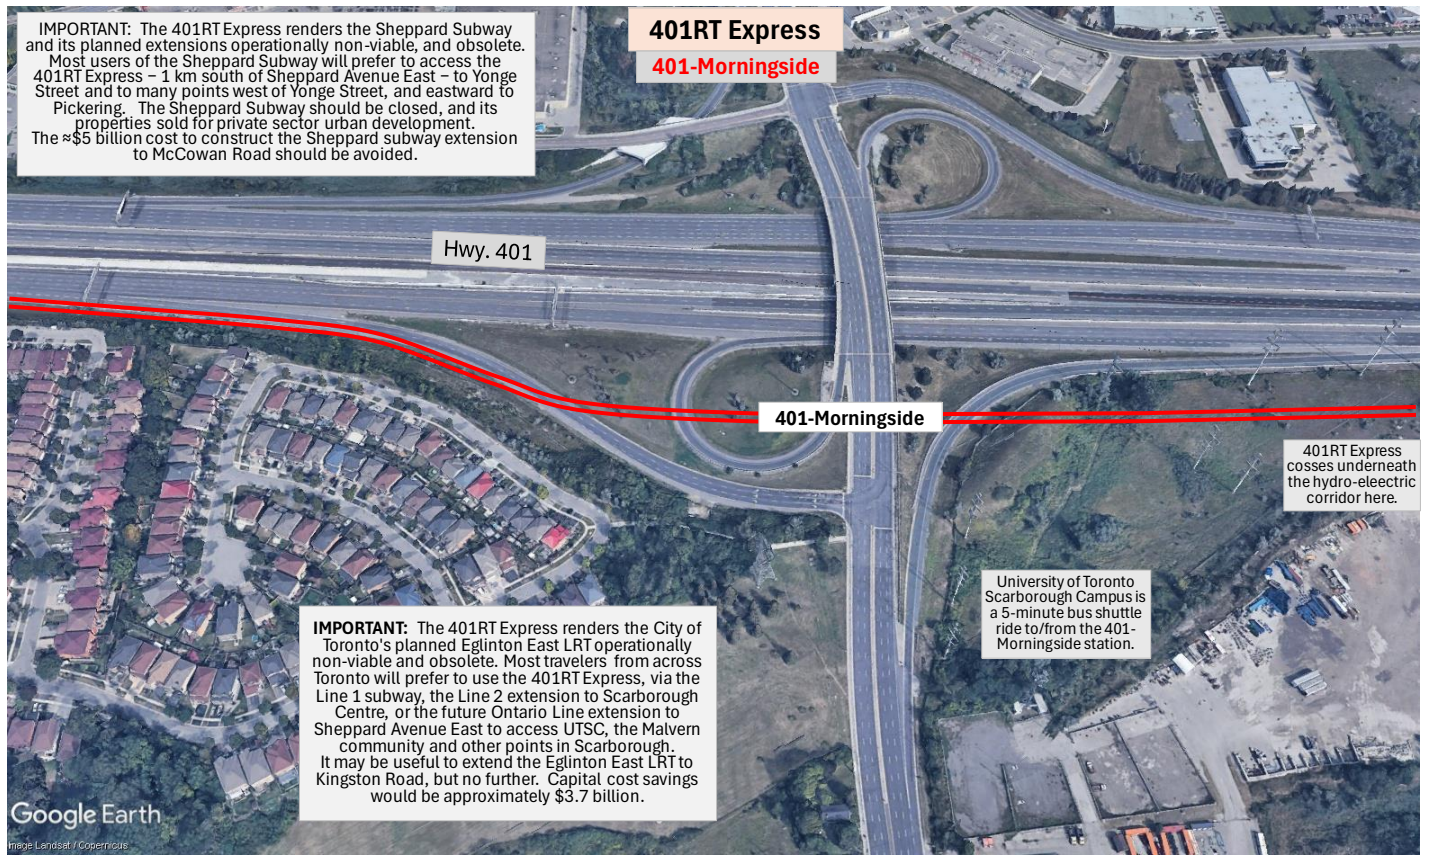 IMPORTANT: The 401RT Express renders the Sheppard Subway
and its planned extensions operationally non-viable, and obsolete.
Most users of the Sheppard Subway will prefer to access the
401RT Express – 1 km south of Sheppard Avenue East – to Yonge
Street and to many points west of Yonge Street, and eastward to
Pickering. The Sheppard Subway should be closed, and its
properties sold for private sector urban development.
The ≈$5 billion cost to construct the Sheppard subway extension
to McCowan Road should be avoided.
401RT Express
401-Morningside
Hwy. 401
401-Morningside
401RT Express
cosses underneath
the hydro-eleectric
corridor here.
University of Toronto
Scarborough Campus is
a 5-minute bus shuttle
ride to/from the 401-
Morningside station.
IMPORTANT: The 401RT Express renders the City of
Toronto's planned Eglinton East LRT operationally
non-viable and obsolete. Most travelers from across
Toronto will prefer to use the 401RT Express, via the
Line 1 subway, the Line 2 extension to Scarborough
Centre, or the future Ontario Line extension to
Sheppard Avenue East to access UTSC, the Malvern
community and other points in Scarborough.
It may be useful to extend the Eglinton East LRT to
Kingston Road, but no further. Capital cost savings
would be approximately $3.7 billion.
Google Earth
Image Landsat / Copernicus